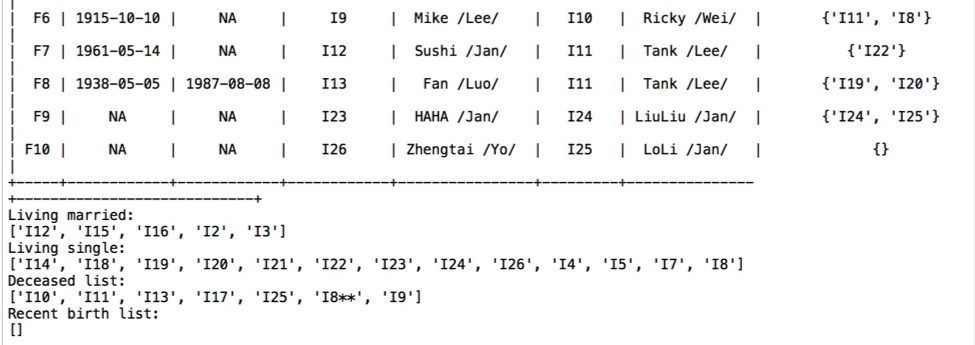 | F6 | 1915-10-10 | NA | I9 | Mike /Lee/ | I10 | Ricky /Wei/ | {'I11', 'I8'}
|
| F7 | 1961-05-14 | NA | I12 | Sushi /Jan/ | I11 | Tank /Lee/ | {'I22'}
|
| F8 | 1938-05-05 | 1987-08-08 | I13 | Fan /Luo/ | I11 | Tank /Lee/ | {'I19', 'I20'}
|
| F9 | NA | NA | I23 | HAHA /Jan/ | I24 | LiuLiu /Jan/ | {'I24', 'I25'}
|
| F10 | NA | NA | I26 | Zhengtai /Yo/ | I25 | LoLi /Jan/ | {}
|
+-----+------------+------------+------------+----------------+---------+---------------
+----------------------------+
Living married:
['I12', 'I15', 'I16', 'I2', 'I3']
Living single:
['I14', 'I18', 'I19', 'I20', 'I21', 'I22', 'I23', 'I24', 'I26', 'I4', 'I5', 'I7', 'I8']
Deceased list:
['I10', 'I11', 'I13', 'I17', 'I25', 'I8**', 'I9']
Recent birth list:
[]